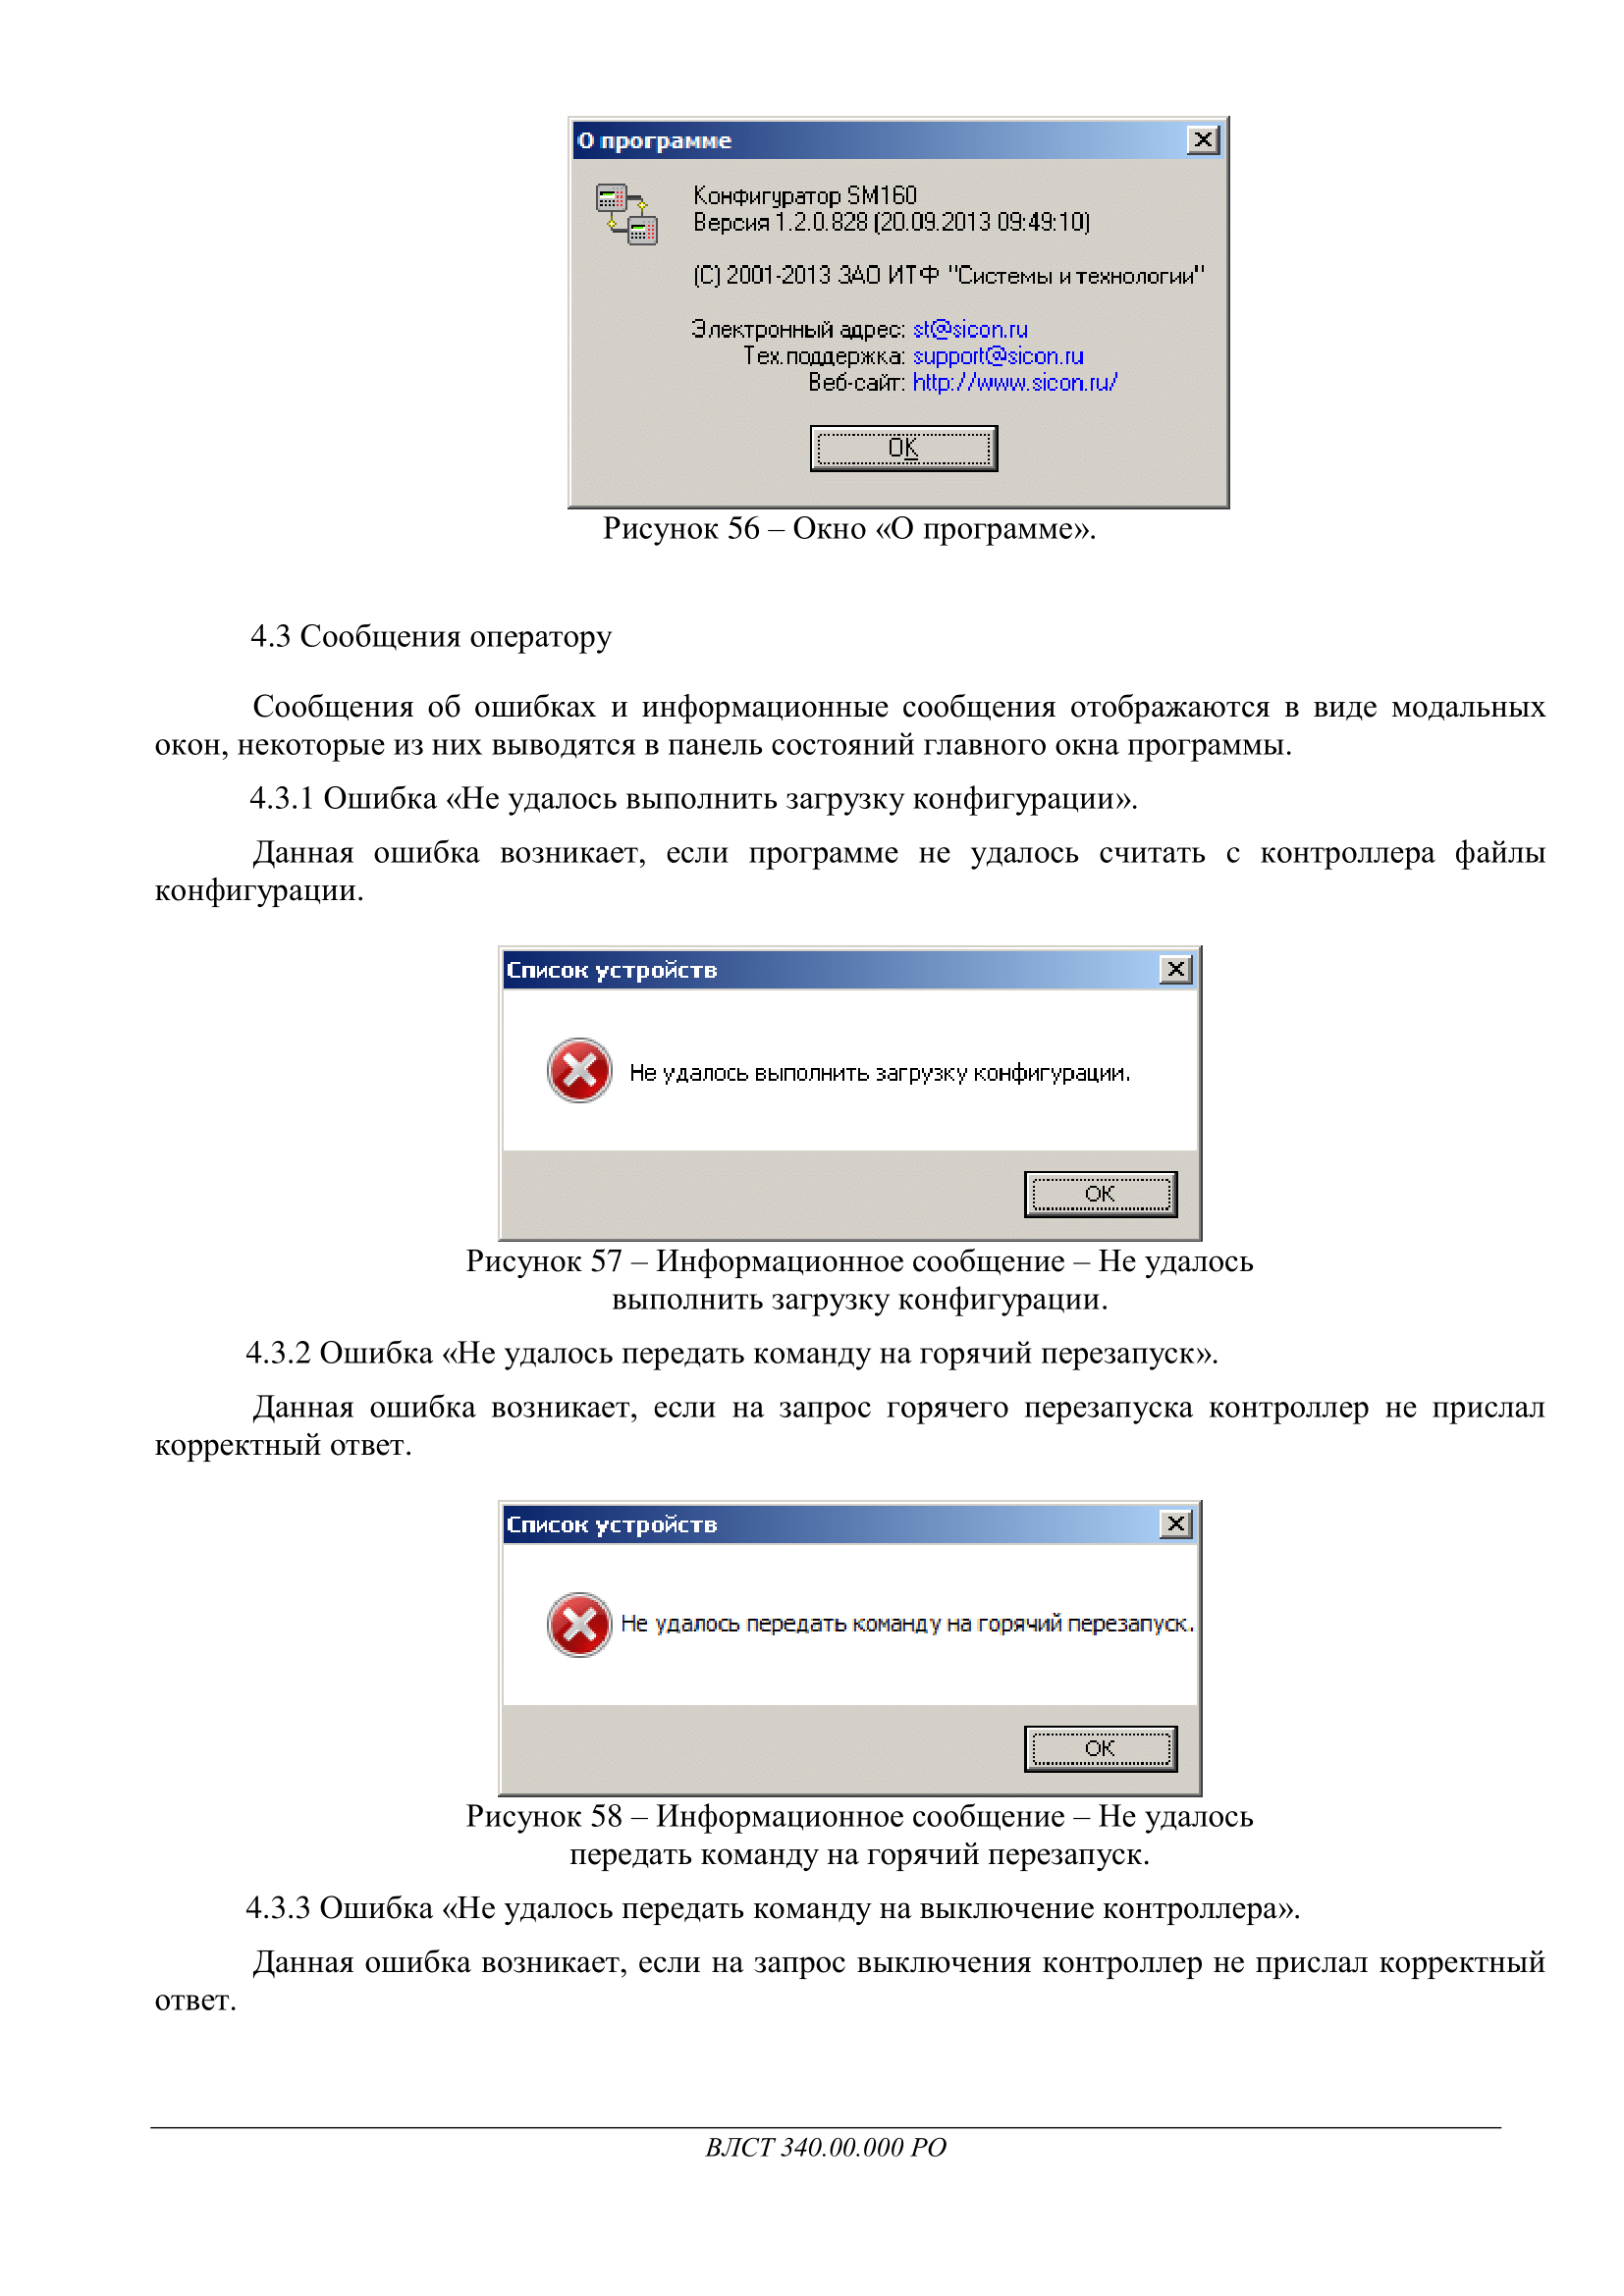 О программе
Конфигуратор SM160
Версия 1.2.0.828 (20.09.2013 09:49:10)
(C) 2001-2013 ЗАО ИТФ "Системы и технологии"
Электронный адрес: st@sicon.ru
Тех.поддержка: support@sicon.ru
Веб-сайт: http://www.sicon.ru/
OK
Рисунок 56 – Окно «О программе».
4.3 Сообщения оператору
Сообщения об ошибках и информационные сообщения отображаются в виде модальных
окон, некоторые из них выводятся в панель состояний главного окна программы.
4.3.1 Ошибка «Не удалось выполнить загрузку конфигурации».
Данная ошибка возникает, если программе не удалось считать с контроллера файлы
конфигурации.
Список устройств
Не удалось выполнить загрузку конфигурации.
OK
Рисунок 57 – Информационное сообщение – Не удалось
выполнить загрузку конфигурации.
4.3.2 Ошибка «Не удалось передать команду на горячий перезапуск».
Данная ошибка возникает, если на запрос горячего перезапуска контроллер не прислал
корректный ответ.
Список устройств
Не удалось передать команду на горячий перезапуск.
OK
Рисунок 58 – Информационное сообщение – Не удалось
передать команду на горячий перезапуск.
4.3.3 Ошибка «Не удалось передать команду на выключение контроллера».
Данная ошибка возникает, если на запрос выключения контроллер не прислал корректный
ответ.
ВЛСТ 340.00.000 РО